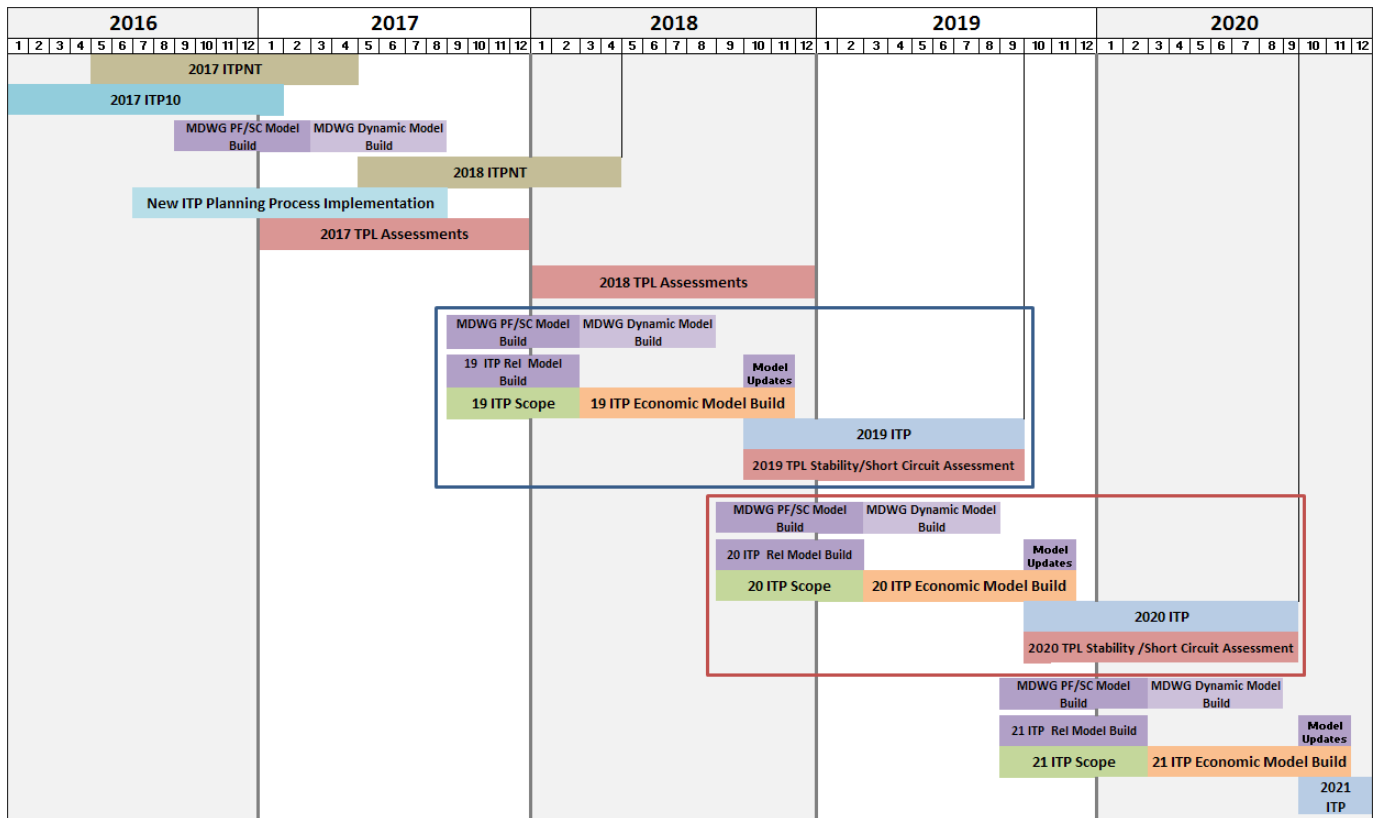 2016 2017 2018 2019 2020
1 2 3 4 5 6 7 8 9 10 11 12 1 2 3 4 5 6 7 8 9 10 11 12 1 2 3 4 5 6 7 8 9 10 11 12 1 2 3 4 5 6 7 8 9 10 11 12 1 2 3 4 5 6 7 8 9 10 11 12
2017 ITPNT
2017 ITP10
MDWG PF/SC Model
Build
MDWG Dynamic Model
Build
2018 ITPNT
New ITP Planning Process Implementation
2017 TPL Assessments
2018 TPL Assessments
MDWG PF/SC Model
Build
MDWG Dynamic Model
Build
19 ITP Rel Model
Build
Model
Updates
19 ITP Scope
19 ITP Economic Model Build
2019 ITP
2019 TPL Stability/Short Circuit Assessment
MDWG PF/SC Model
Build
MDWG Dynamic Model
Build
20 ITP Rel Model Build
Model
Updates
20 ITP Scope
20 ITP Economic Model Build
2020 ITP
2020 TPL Stability /Short Circuit Assessment
MDWG PF/SC Model
Build
MDWG Dynamic Model
Build
21 ITP Rel Model Build
Model
Updates
21 ITP Scope
21 ITP Economic Model Build
2021
ITP